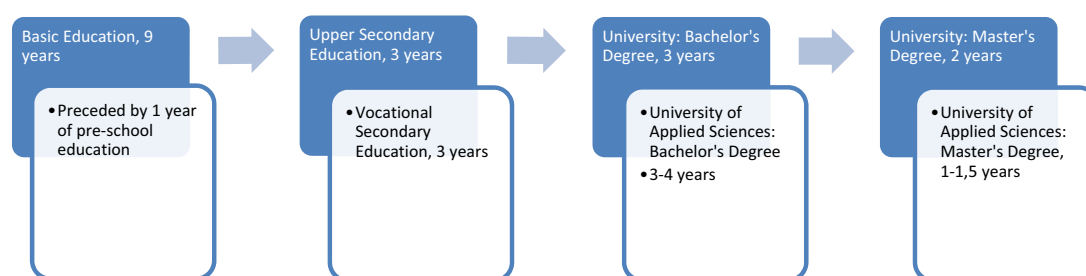 Basic Education, 9
years
•Preceded by 1 year
of pre-school
education
Upper Secondary
Education, 3 years
•Vocational
Secondary
Education, 3 years
University: Bachelor's
Degree, 3 years
•University of
Applied Sciences:
Bachelor's Degree
•3-4 years
University: Master's
Degree, 2 years
•University of
Applied Sciences:
Master's Degree,
1-1,5 years